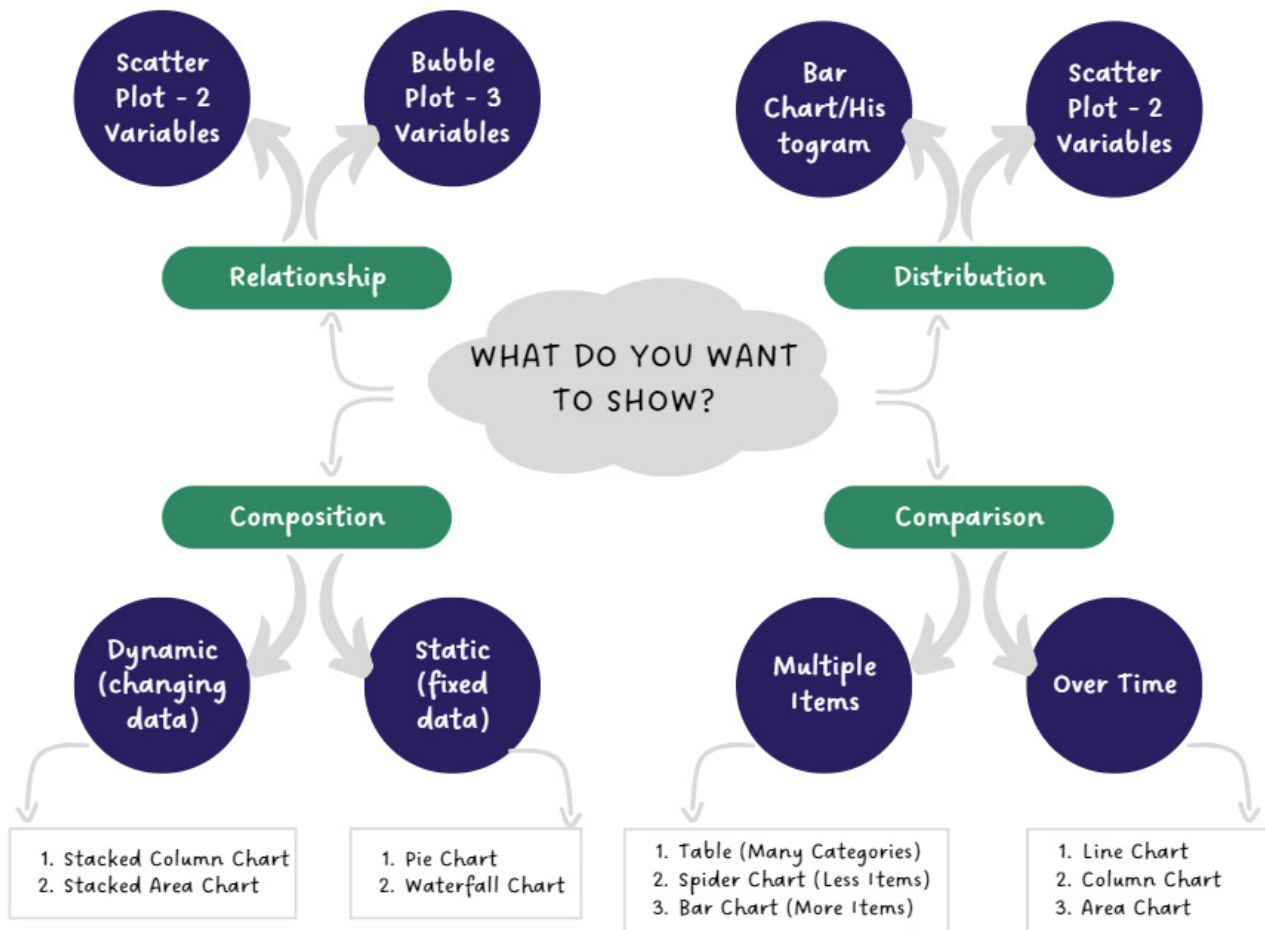 Scatter
Plot - 2
Variables
Bubble
Plot - 3
Variables
Bar
Chart/His
togram
Scatter
Plot - 2
Variables
Relationship
Distribution
WHAT DO YOU WANT
TO SHOW?
Composition
Comparison
Dynamic
(changing
data)
Static
(fixed
data)
Multiple
Items
Over Time
1. Stacked Column Chart
2. Stacked Area Chart
1. Pie Chart
2. Waterfall Chart
1. Table (Many Categories)
2. Spider Chart (Less Items)
3. Bar Chart (More Items)
1. Line Chart
2. Column Chart
3. Area Chart